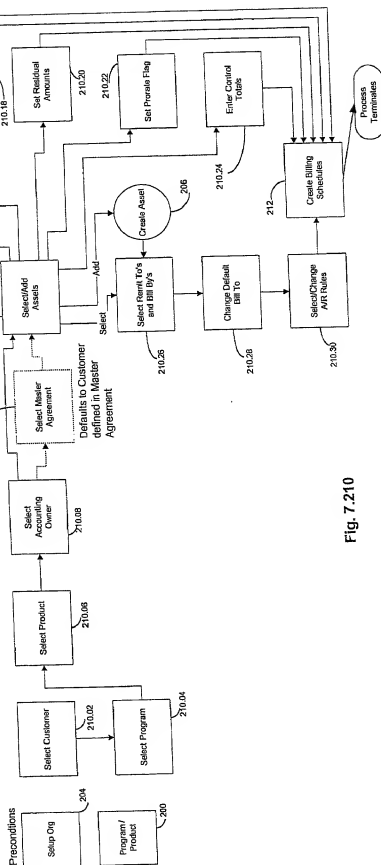 Precondtions
Setup Org
204
Program /
Product
200
Select Customer
210.02
Select Program
210.04
Select Product
210.06
Select
Accounting
Owner
210.08
Select Master
Agreement
Defaults to Customer
defined in Master
Agreement
Select/Add
Assets
Select
Add
Create Asset
206
Select Remit To's
and Bill By's
210.26
Change Default
Bill To
210.28
Select/Change
A/R Rules
210.30
210.18
Set Residual
Amounts
210.20
210.22
Set Prorate Flag
Enter Control
Totals
210.24
212
Create Billing
Schedules
Process
Terminates
Fig. 7.210